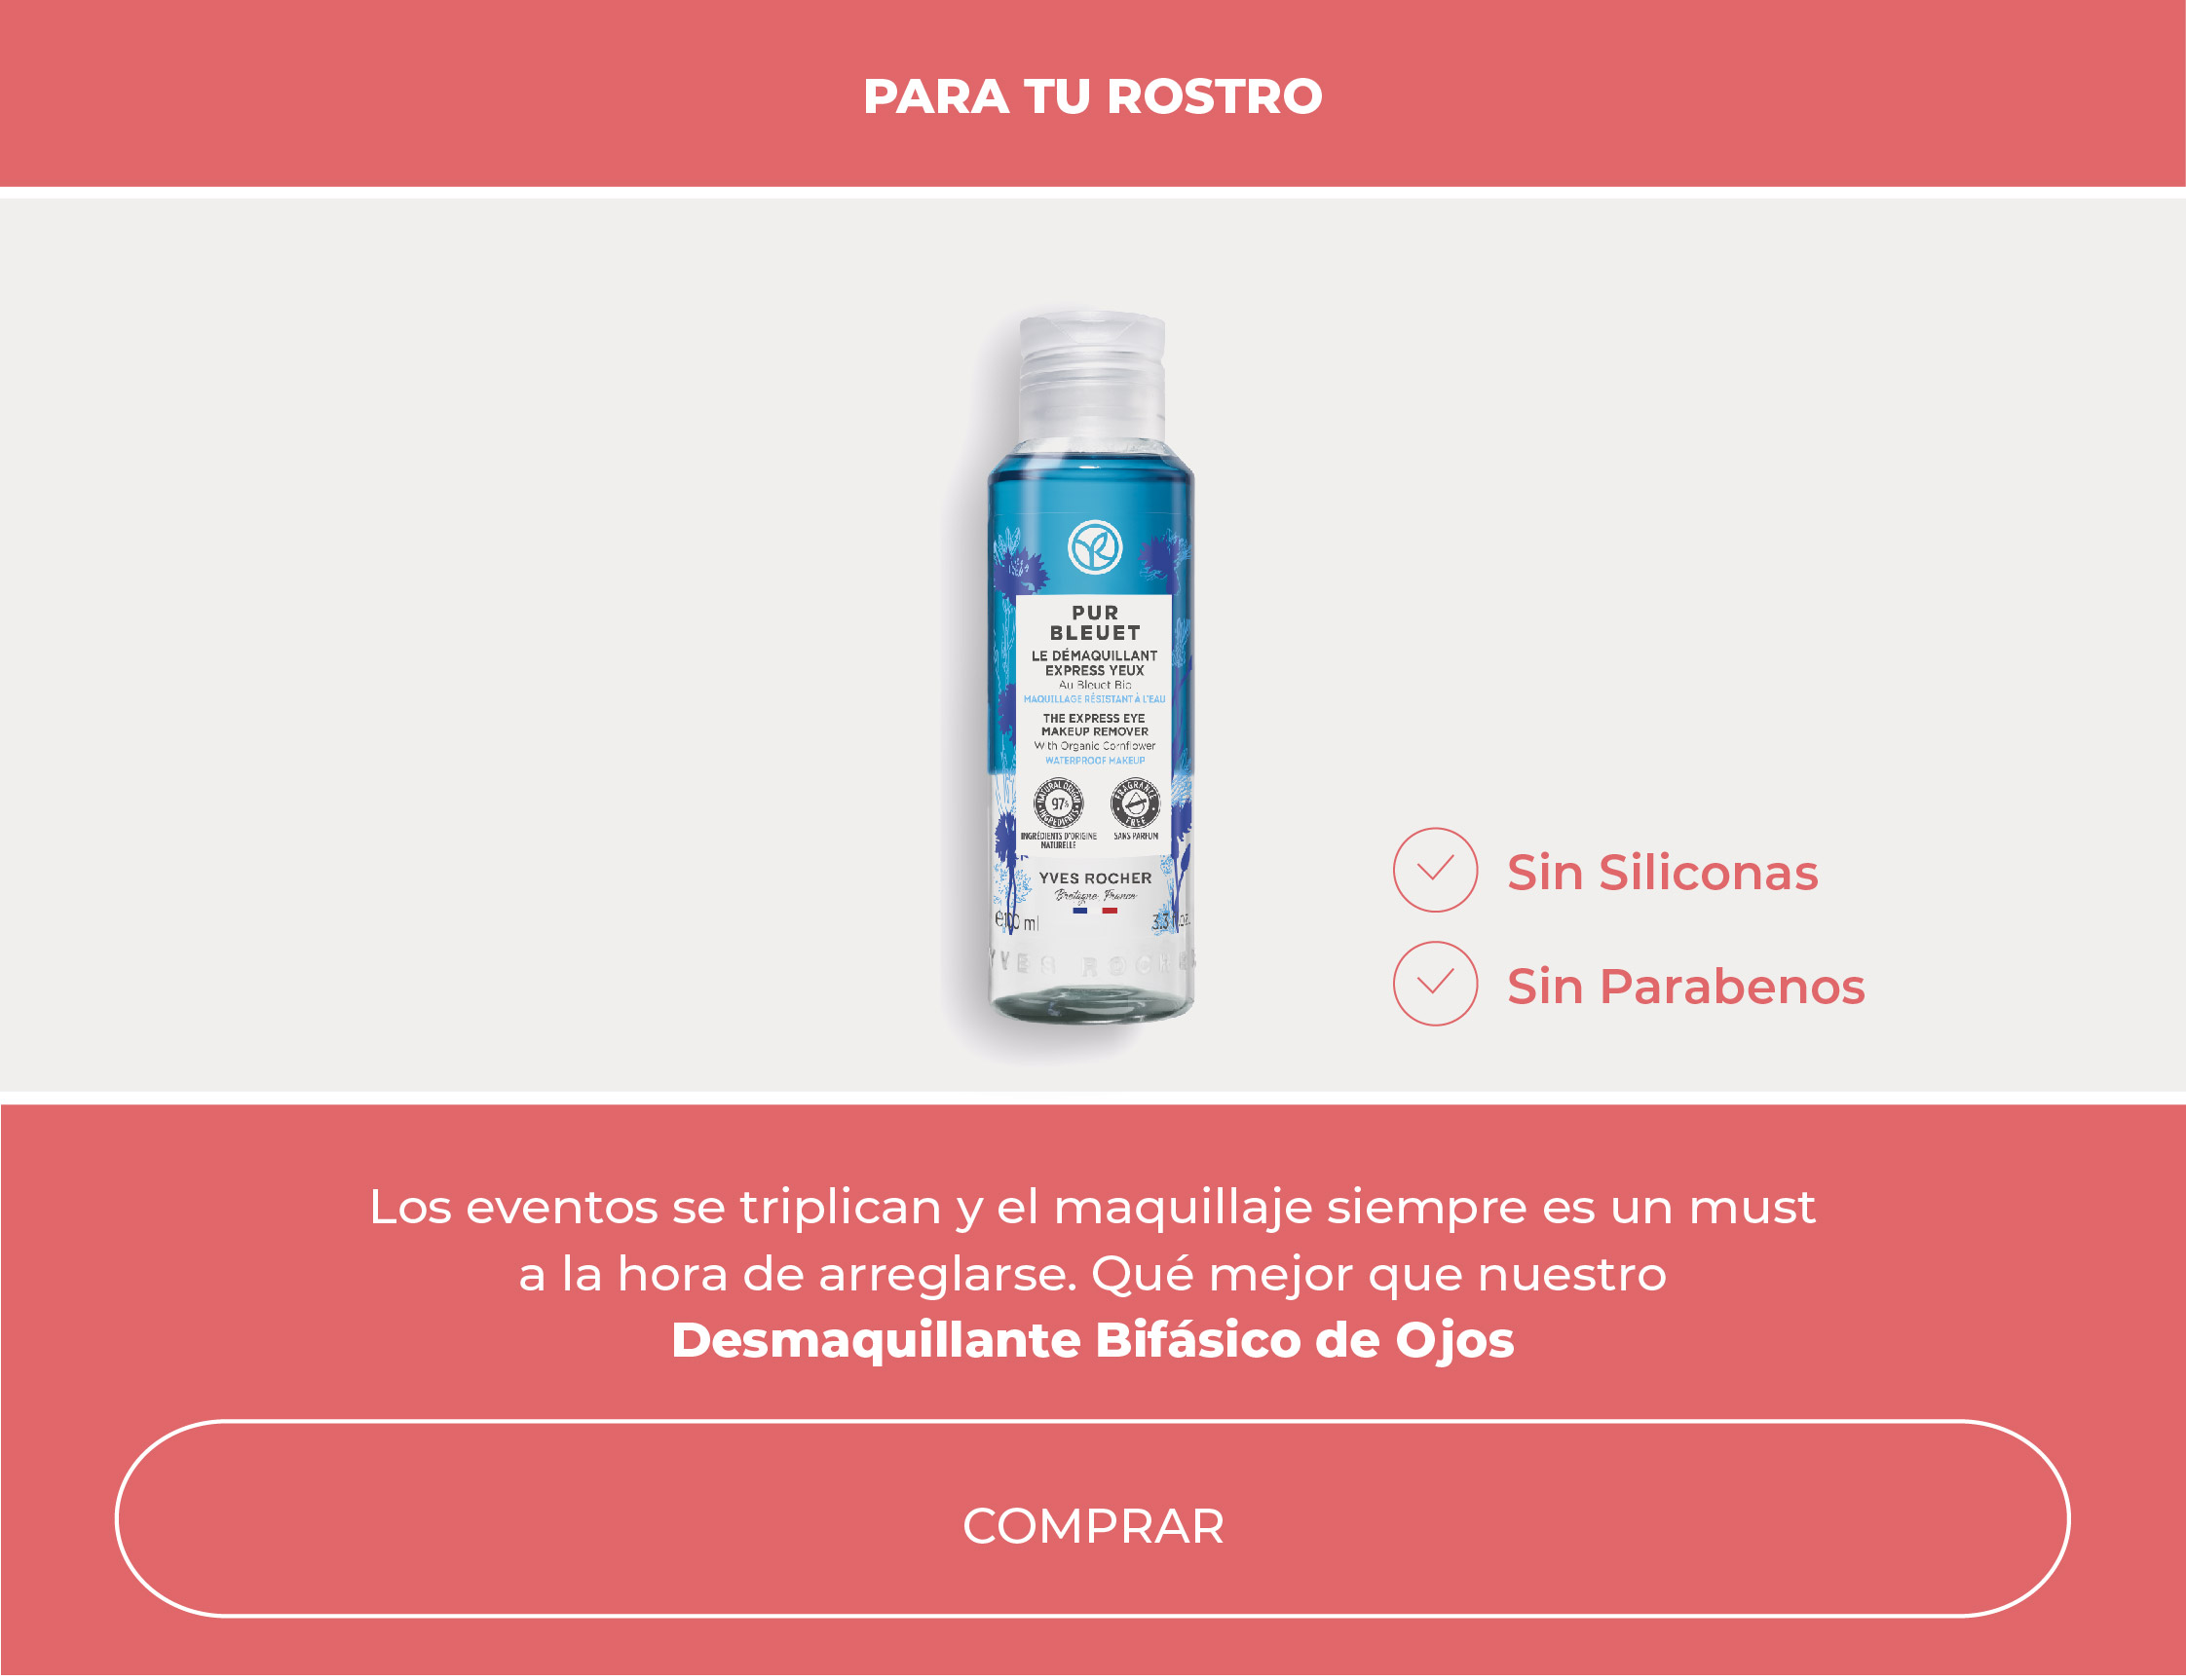 PARA TU ROSTRO
PUR
BLEUET
LE DÉMAQUILLANT
EXPRESS YEUX
Au Bleuet Bio
MAQUILLAGE RÉSISTANT À L'EAU
THE EXPRESS EYE
MAKEUP REMOVER
With Organic Cornflower
WATERPROOF MAKEUP
NATURAL ORIGIN INGREDIENTS
97%
FRAGRANCE FREE
INGRÉDIENTS D'ORIGINE
NATURELLE
SANS PARFUM
YVES ROCHER
Bretagne, France
e100 ml
3.3 fl.oz.
YVES ROCHER
Sin Siliconas
Sin Parabenos
Los eventos se triplican y el maquillaje siempre es un must
a la hora de arreglarse. Qué mejor que nuestro
Desmaquillante Bifásico de Ojos
COMPRAR